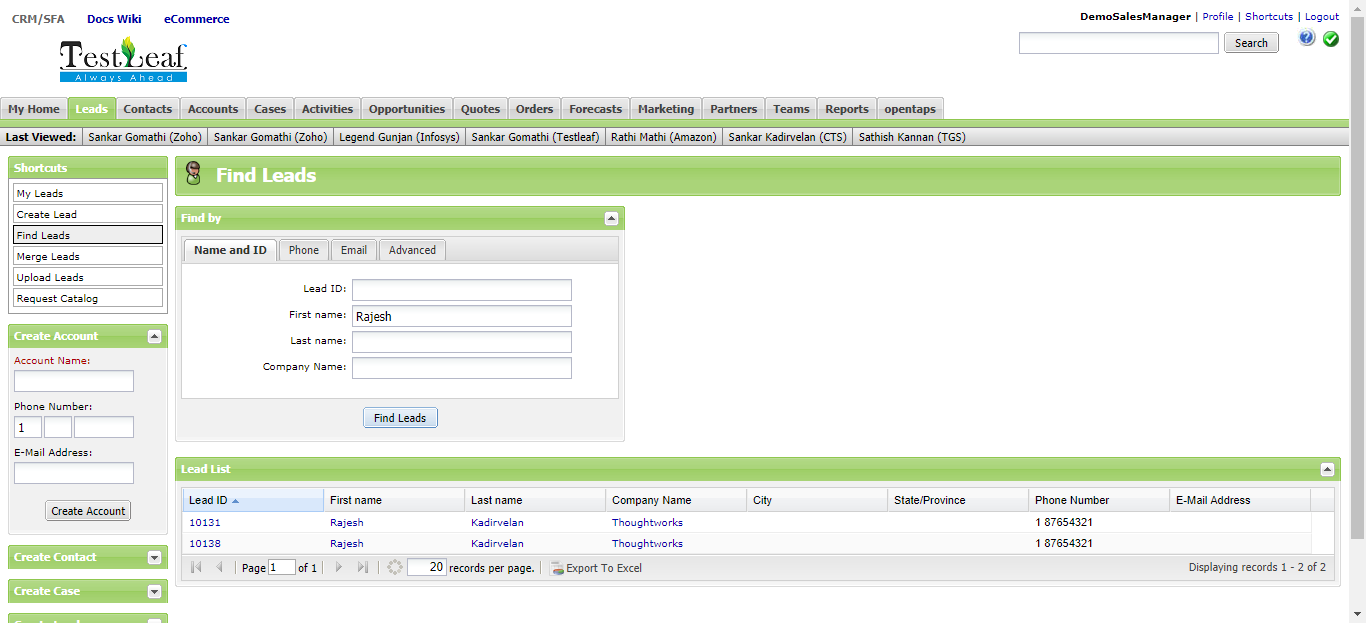 CRM/SFA Docs Wiki eCommerce
DemoSalesManager | Profile | Shortcuts | Logout
TestLeaf
Always Ahead
Search
My Home Leads Contacts Accounts Cases Activities Opportunities Quotes Orders Forecasts Marketing Partners Teams Reports opentaps
Last Viewed: Sankar Gomathi (Zoho) Sankar Gomathi (Zoho) Legend Gunjan (Infosys) Sankar Gomathi (Testleaf) Rathi Mathi (Amazon) Sankar Kadirvelan (CTS) Sathish Kannan (TGS)
Shortcuts
My Leads
Create Lead
Find Leads
Merge Leads
Upload Leads
Request Catalog
Create Account
Account Name:
Phone Number:
1
E-Mail Address:
Create Account
Create Contact
Create Case
Find Leads
Find by
Name and ID Phone Email Advanced
Lead ID:
First name: Rajesh
Last name:
Company Name:
Find Leads
Lead List
Lead ID First name Last name Company Name City State/Province Phone Number E-Mail Address
10131 Rajesh Kadirvelan Thoughtworks 1 87654321
10138 Rajesh Kadirvelan Thoughtworks 1 87654321
Page 1 of 1 20 records per page. Export To Excel Displaying records 1 - 2 of 2